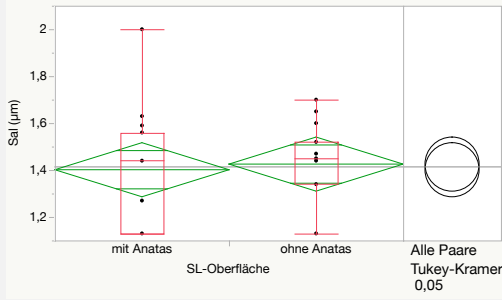 Sal (µm)
2
1,8
1,6
1,4
1,2
mit Anatas
ohne Anatas
SL-Oberfläche
Alle Paare
Tukey-Kramer
0,05